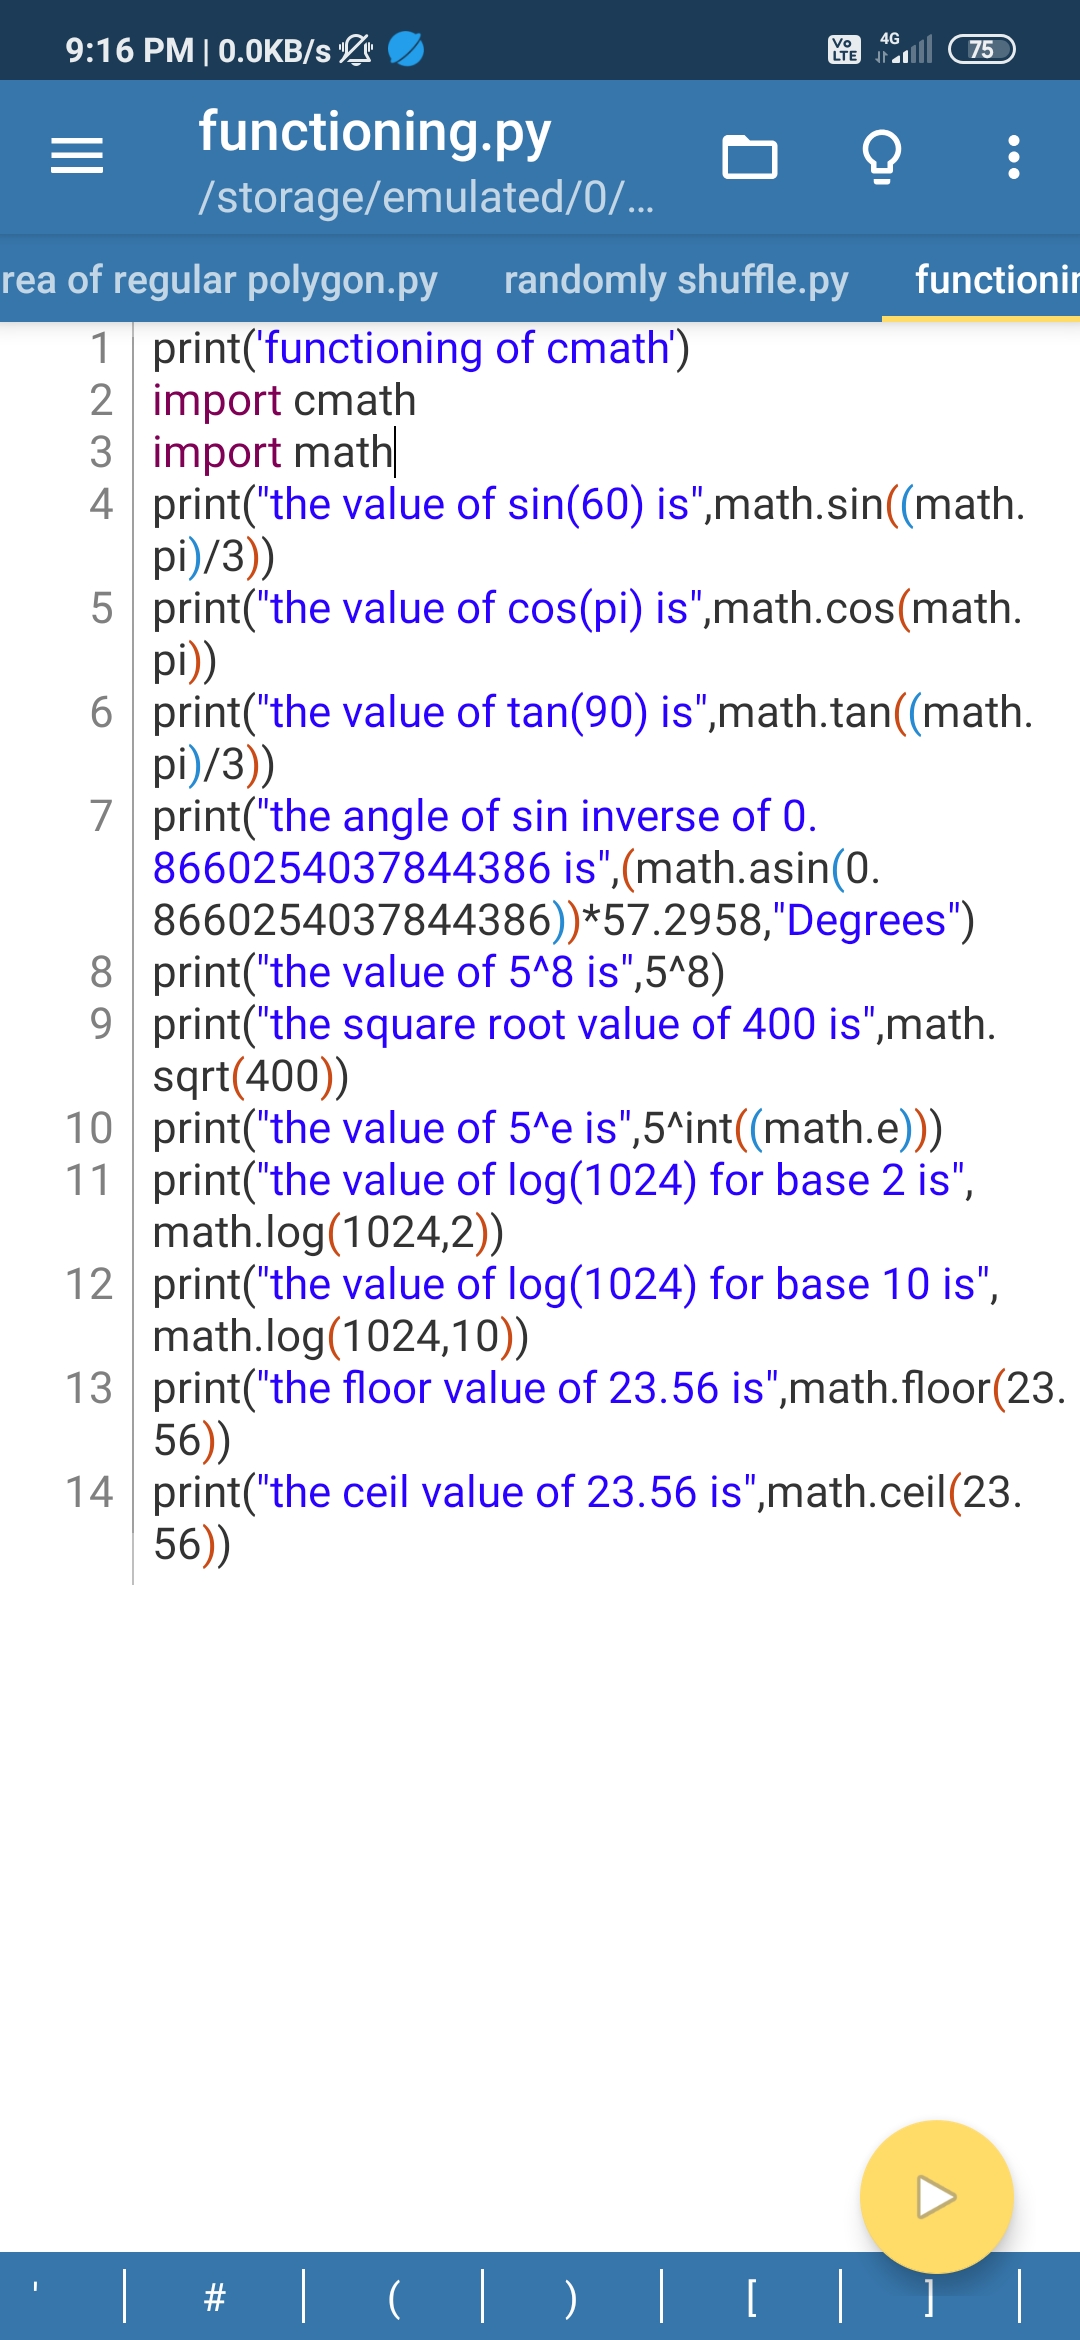 9:16 PM | 0.0KB/s
Vo LTE 4G 75
functioning.py
/storage/emulated/0/...
rea of regular polygon.py randomly shuffle.py functionin
1 print('functioning of cmath')
2 import cmath
3 import math
4 print("the value of sin(60) is",math.sin((math.
pi)/3))
5 print("the value of cos(pi) is",math.cos(math.
pi))
6 print("the value of tan(90) is",math.tan((math.
pi)/3))
7 print("the angle of sin inverse of 0.
8660254037844386 is",(math.asin(0.
8660254037844386))*57.2958,"Degrees")
8 print("the value of 5^8 is",5^8)
9 print("the square root value of 400 is",math.
sqrt(400))
10 print("the value of 5^e is",5^int((math.e)))
11 print("the value of log(1024) for base 2 is",
math.log(1024,2))
12 print("the value of log(1024) for base 10 is",
math.log(1024,10))
13 print("the floor value of 23.56 is",math.floor(23.
56))
14 print("the ceil value of 23.56 is",math.ceil(23.
56))
' # ( ) [ ]